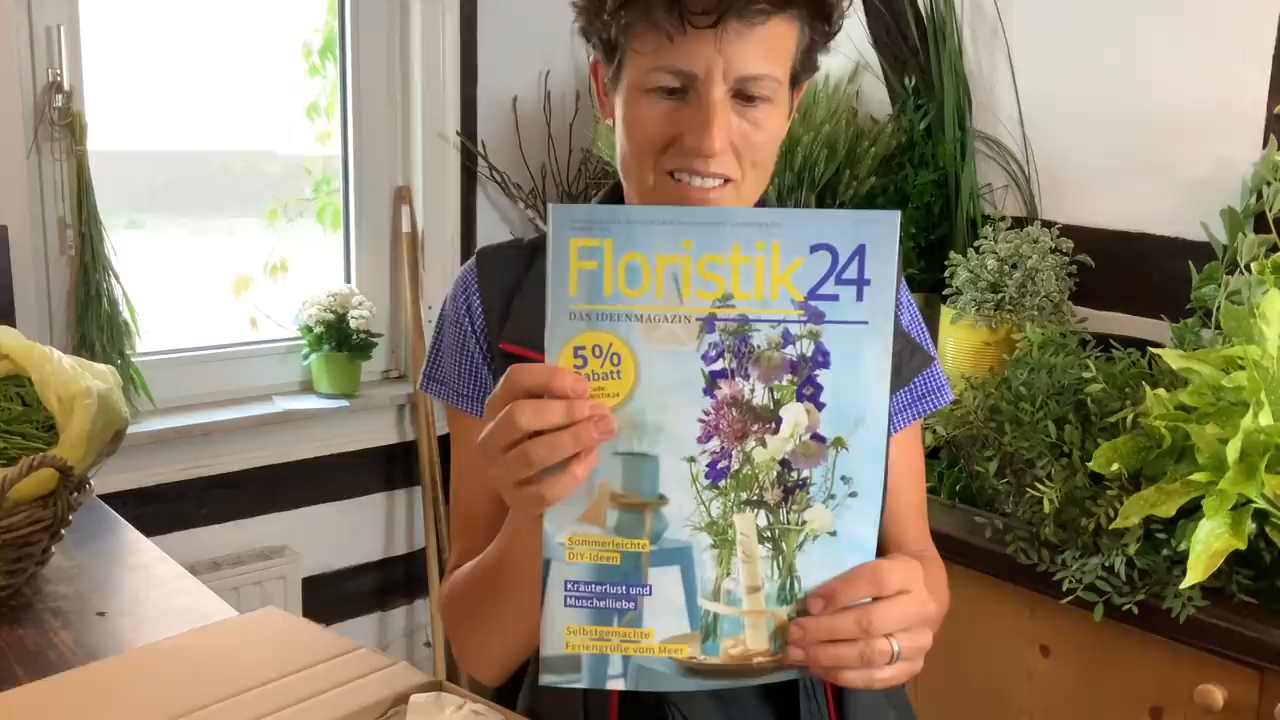 Floristik24
DAS IDEENMAGAZIN
5%
Rabatt
Sommerleichte
DIY-Ideen
Kräuterlust und
Muschelliebe
Selbstgemachte
Feriengrüße vom Meer